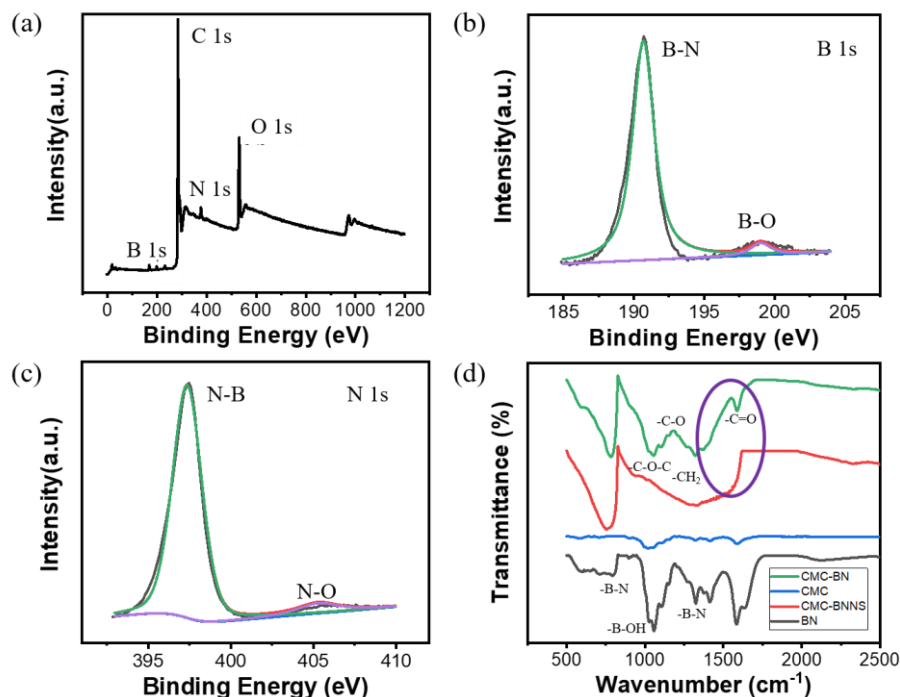 (a)
C 1s
O 1s
N 1s
B 1s
Intensity(a.u.)
0 200 400 600 800 1000 1200
Binding Energy (eV)
(b)
B-N
B 1s
B-O
Intensity(a.u.)
185 190 195 200 205
Binding Energy (eV)
(c)
N-B
N 1s
N-O
Intensity(a.u.)
395 400 405 410
Binding Energy (eV)
(d)
-C=O
-C-O
-C-O-C
-CH2
-B-N
-B-OH
-B-N
CMC-BN
CMC
CMC-BNNS
BN
Transmittance (%)
500 1000 1500 2000 2500
Wavenumber (cm-1)